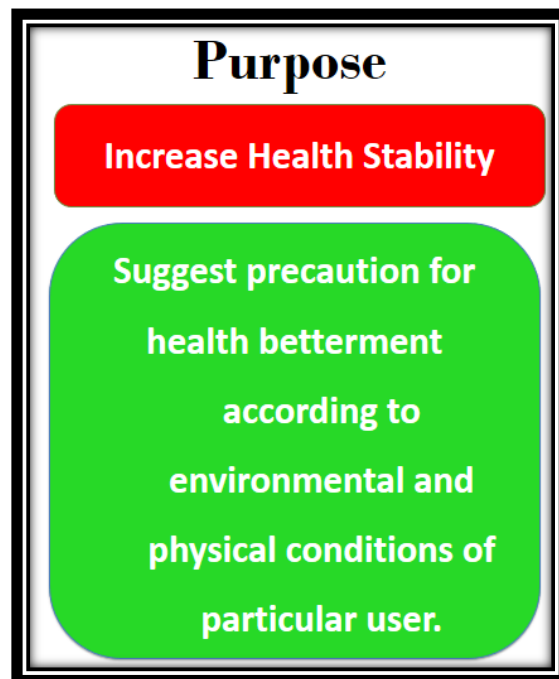 Purpose
Increase Health Stability
Suggest precaution for
health betterment
according to
environmental and
physical conditions of
particular user.